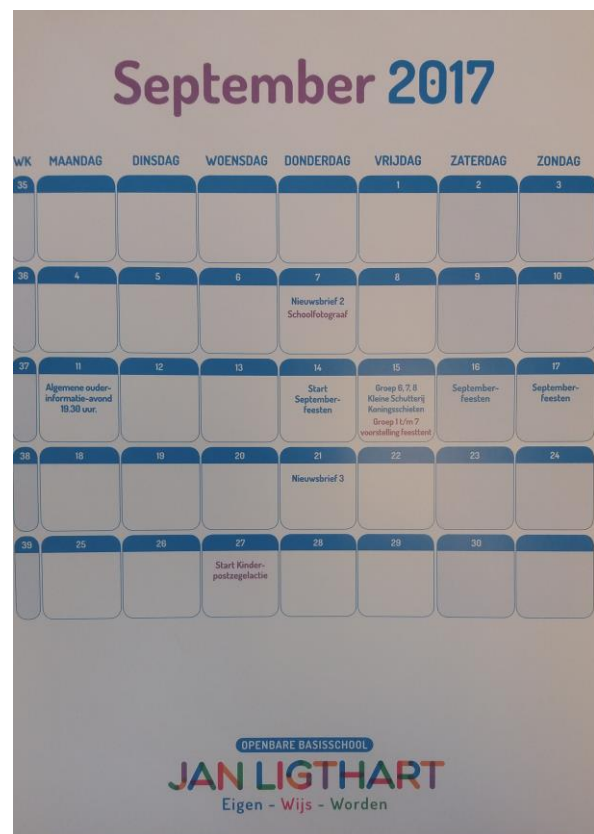 September 2017
WK MAANDAG DINSDAG WOENSDAG DONDERDAG VRIJDAG ZATERDAG ZONDAG
35 1 2 3
36 4 5 6 7 8 9 10
Nieuwsbrief 2
Schoolfotograaf
37 11 12 13 14 15 16 17
Algemene ouder-
informatie-avond
19.30 uur.
Start
September-
feesten
Groep 6, 7, 8
Kleine Schutterij
Koningsschieten
Groep 1 t/m 7
voorstelling feesttent
September-
feesten
September-
feesten
38 18 19 20 21 22 23 24
Nieuwsbrief 3
39 25 26 27 28 29 30
Start Kinder-
postzegelactie
OPENBARE BASISSCHOOL
JAN LIGTHART
Eigen - Wijs - Worden